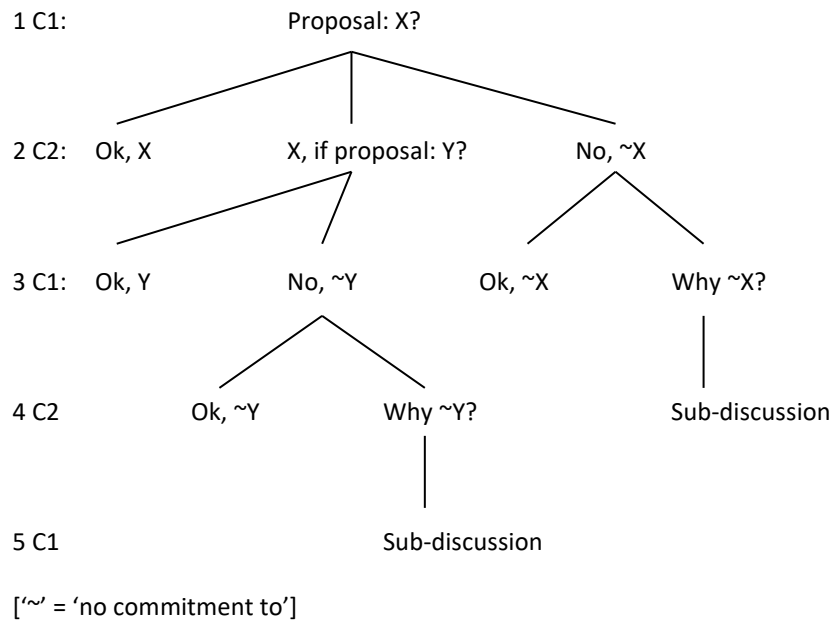 1 C1: Proposal: X?
2 C2: Ok, X X, if proposal: Y? No, ~X
3 C1: Ok, Y No, ~Y Ok, ~X Why ~X?
4 C2 Ok, ~Y Why ~Y? Sub-discussion
5 C1 Sub-discussion
[‘~’ = ‘no commitment to’]